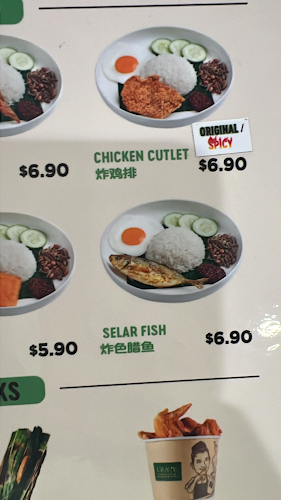 ORIGINAL /
SPICY
$6.90
CHICKEN CUTLET
炸鸡排
$6.90
SELAR FISH
炸色腊鱼
$5.90
$6.90
KS